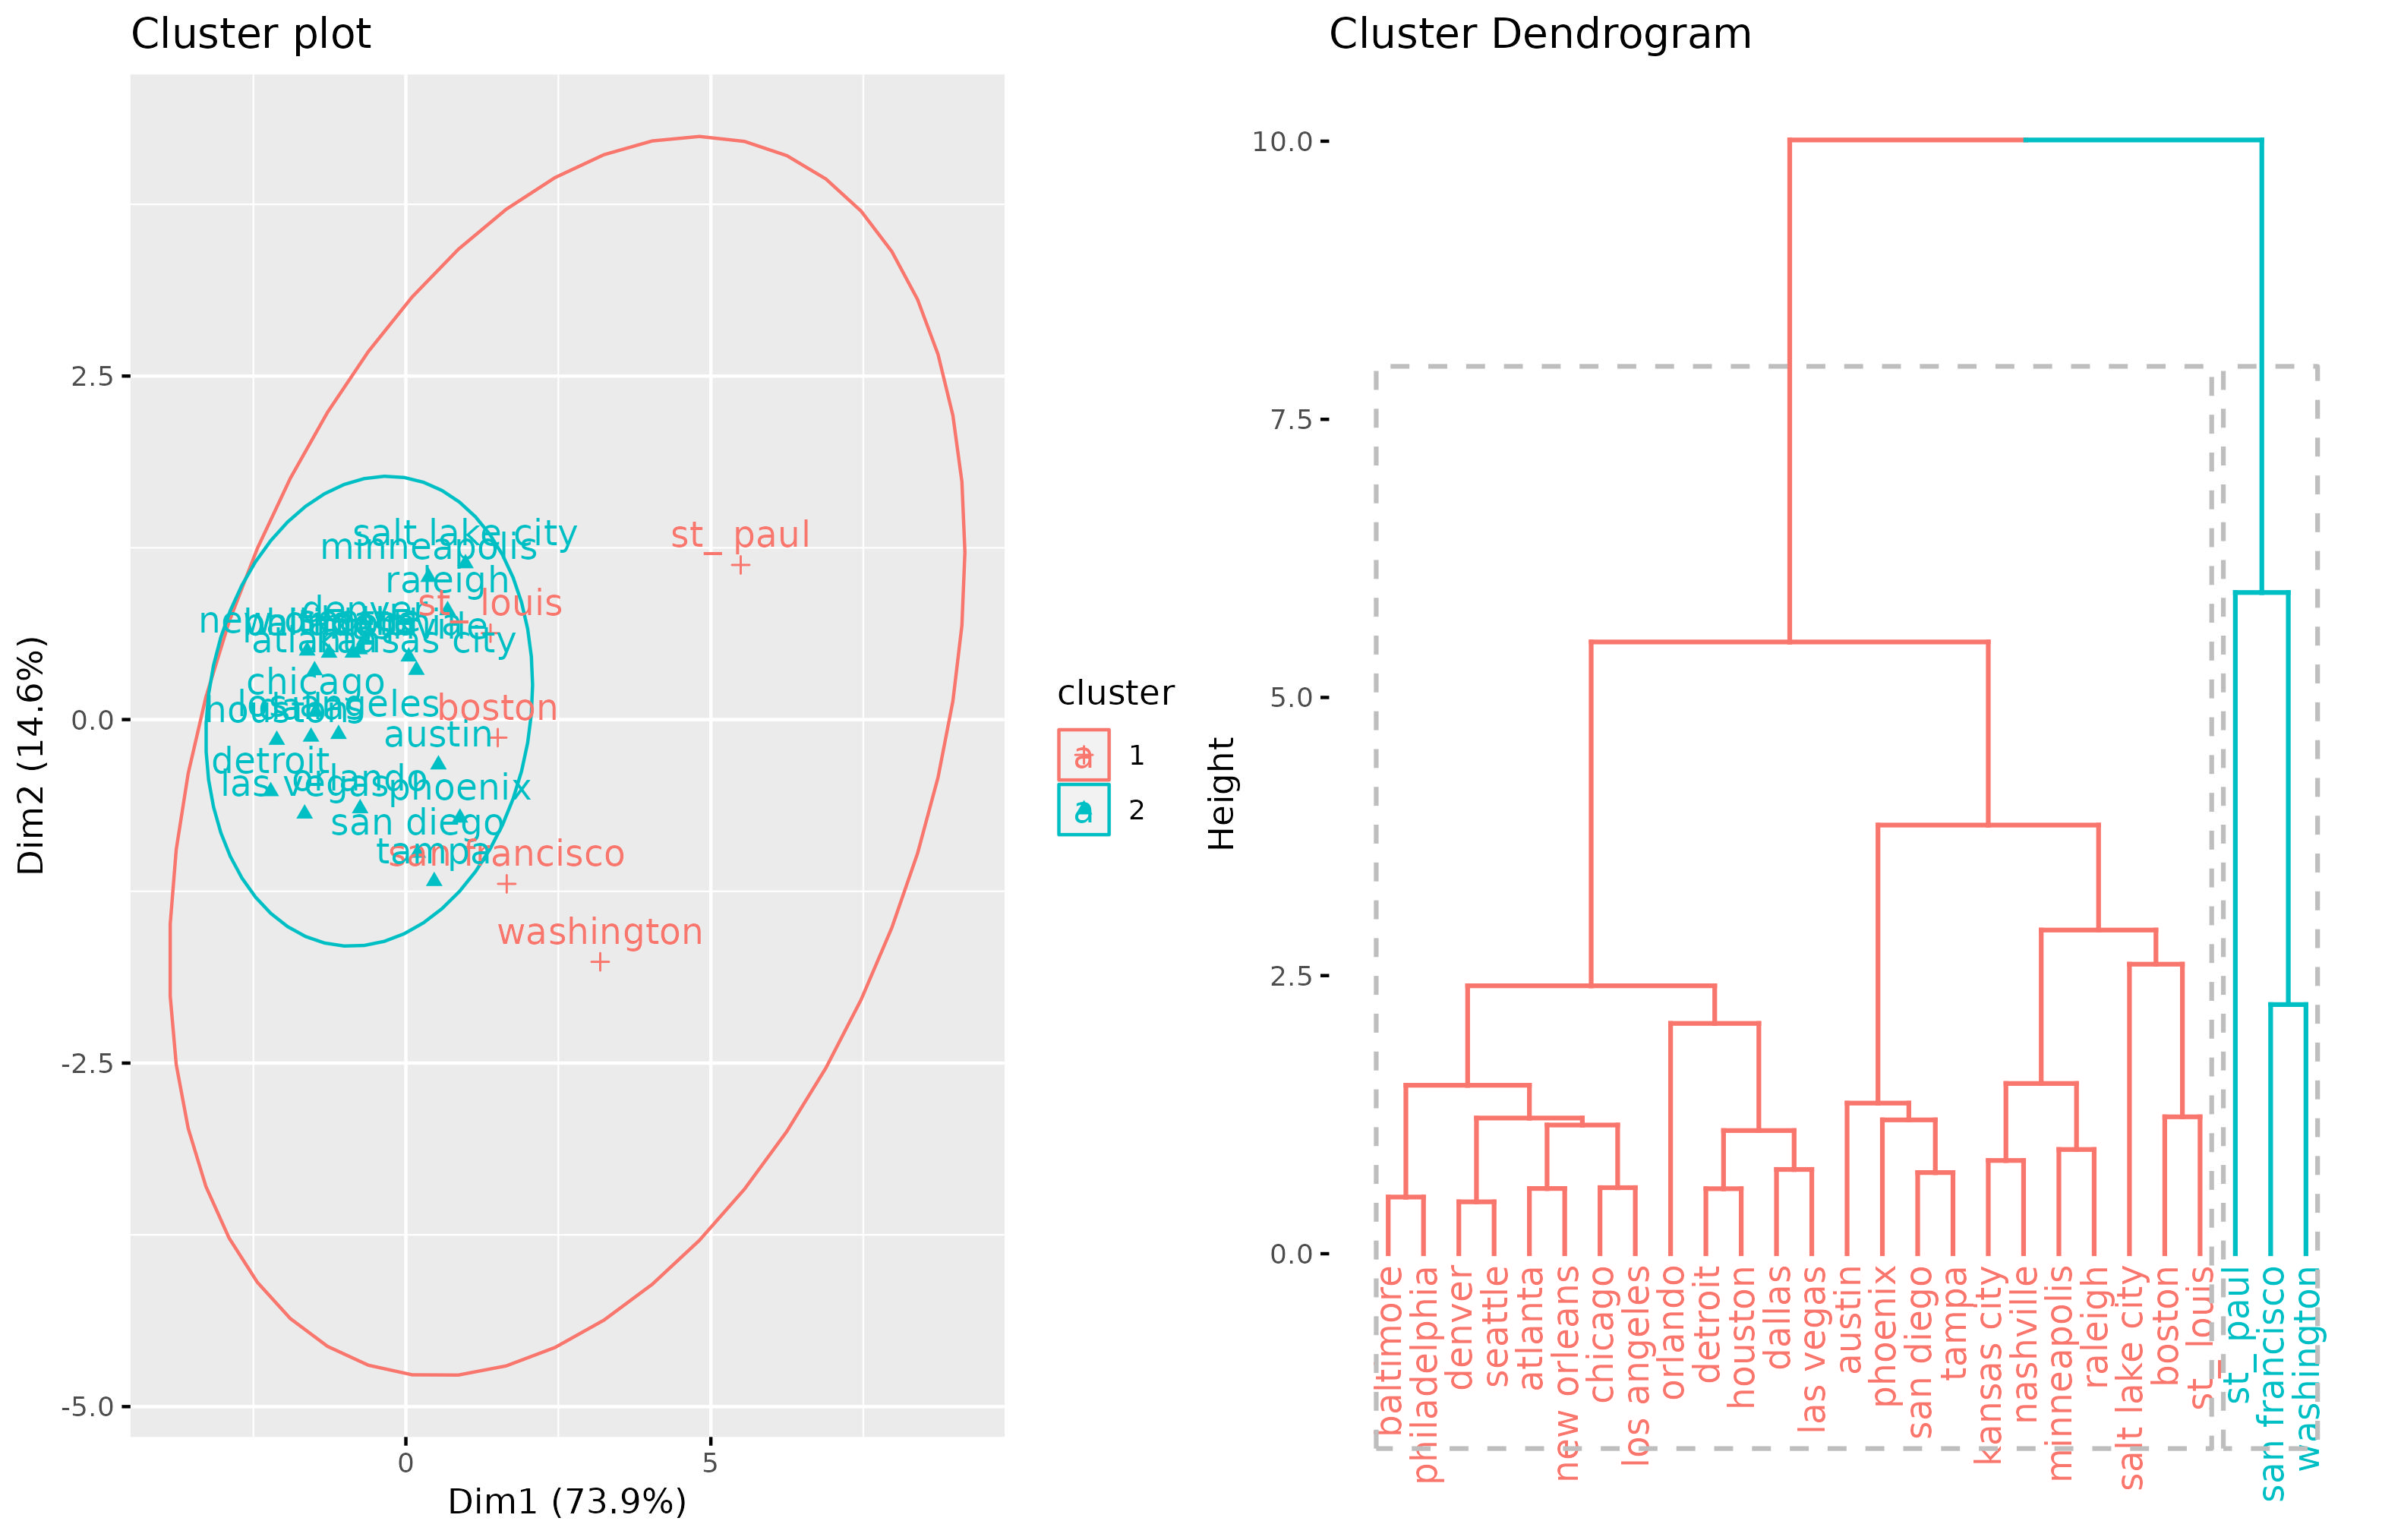 Cluster plot
Dim2 (14.6%)
2.5
0.0
-2.5
-5.0
0
5
Dim1 (73.9%)
salt lake city
minneapolis
raleigh
st_ paul
denver
st_ louis
new orleans
nashville
atlanta
kansas city
chicago
los angeles
houston
boston
austin
detroit
orlando
las vegas
phoenix
san diego
tampa
san francisco
washington
cluster
a 1
a 2
Cluster Dendrogram
Height
10.0
7.5
5.0
2.5
0.0
baltimore
philadelphia
denver
seattle
atlanta
new orleans
chicago
los angeles
orlando
detroit
houston
dallas
las vegas
austin
phoenix
san diego
tampa
kansas city
nashville
minneapolis
raleigh
salt lake city
boston
st_ louis
st_ paul
san francisco
washington